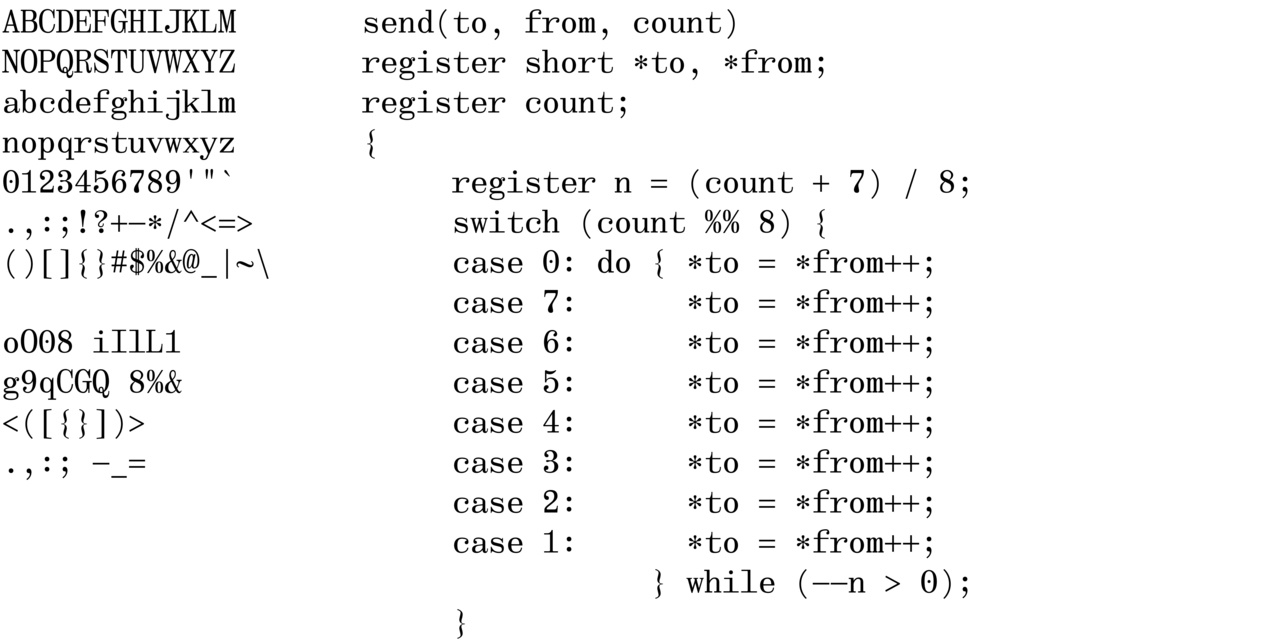 ABCDEFGHIJKLM
NOPQRSTUVWXYZ
abcdefghijklm
nopqrstuvwxyz
0123456789'"`
.,:;!?+-*/^<=>
()[]{}#$%&@_|~\
oO08 iIlL1
g9qCGQ 8%&
<([{}])>
.,:; -_=
send(to, from, count)
register short *to, *from;
register count;
{
     register n = (count + 7) / 8;
     switch (count %% 8) {
     case 0: do { *to = *from++;
     case 7:      *to = *from++;
     case 6:      *to = *from++;
     case 5:      *to = *from++;
     case 4:      *to = *from++;
     case 3:      *to = *from++;
     case 2:      *to = *from++;
     case 1:      *to = *from++;
                } while (--n > 0);
     }